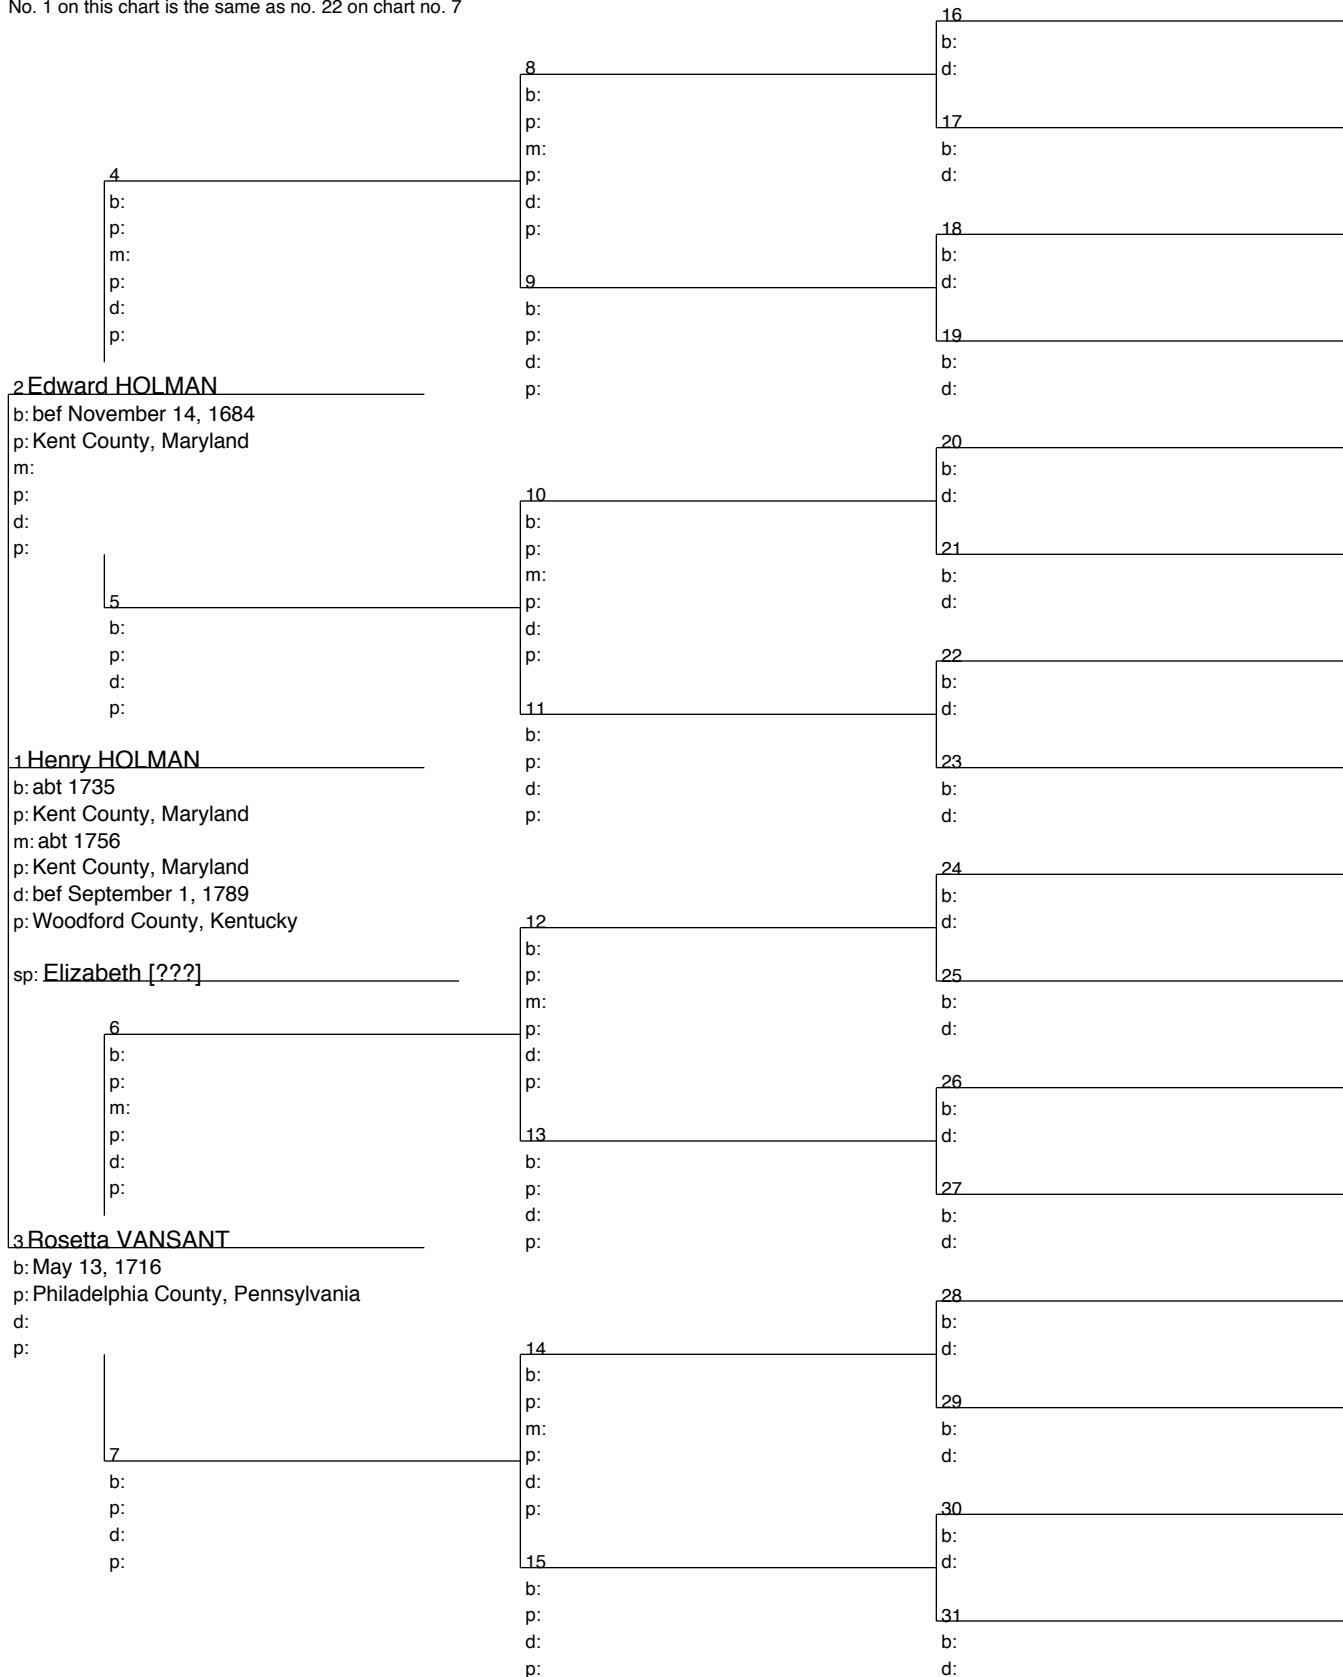 No. 1 on this chart is the same as no. 22 on chart no. 7
16
b:
d:
8
b:
p:
m:
p:
d:
p:
17
b:
d:
4
b:
p:
m:
p:
d:
p:
18
b:
d:
9
b:
p:
d:
p:
19
b:
d:
2 Edward HOLMAN
b: bef November 14, 1684
p: Kent County, Maryland
m:
p:
d:
p:
20
b:
d:
10
b:
p:
m:
p:
d:
p:
21
b:
d:
5
b:
p:
d:
p:
22
b:
d:
11
b:
p:
d:
p:
23
b:
d:
1 Henry HOLMAN
b: abt 1735
p: Kent County, Maryland
m: abt 1756
p: Kent County, Maryland
d: bef September 1, 1789
p: Woodford County, Kentucky
sp: Elizabeth [???]
24
b:
d:
12
b:
p:
m:
p:
d:
p:
25
b:
d:
6
b:
p:
m:
p:
d:
p:
26
b:
d:
13
b:
p:
d:
p:
27
b:
d:
3 Rosetta VANSANT
b: May 13, 1716
p: Philadelphia County, Pennsylvania
d:
p:
28
b:
d:
14
b:
p:
m:
p:
d:
p:
29
b:
d:
7
b:
p:
d:
p:
30
b:
d:
15
b:
p:
d:
p:
31
b:
d: